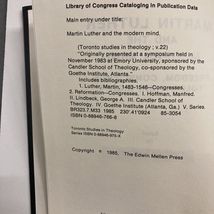 Library of Congress Cataloging in Publication Data
Main entry under title:
Martin Luther and the modern mind.
(Toronto studies in theology ; v.22)
"Originally presented at a symposium held in
November 1983 at Emory University, sponsored by the
Candler School of Theology, co-sponsored by the
Goethe Institute, Atlanta."
Includes bibliographies.
1. Luther, Martin, 1483-1546—Congresses.
2. Reformation—Congresses. I. Hoffman, Manfred.
II. Lindbeck, George A. III. Candler School of
Theology. IV. Goethe Institute (Atlanta, Ga.) V. Series.
BR323.7.M33 1985 230'.41'0924 85-3054
ISBN 0-88946-766-8
Toronto Studies in Theology
Series ISBN 0-88946-975-X
Copyright © 1985, The Edwin Mellen Press